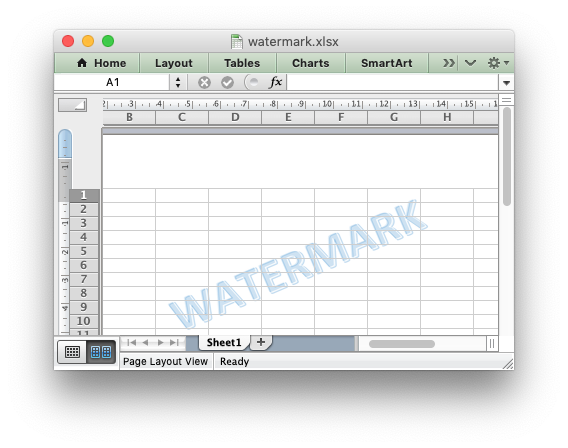 watermark.xlsx
Home Layout Tables Charts SmartArt
A1 fx
B C D E F G H
1
2
3
4
5
6
7
8
9
10
11
WATERMARK
Sheet1 +
Page Layout View Ready